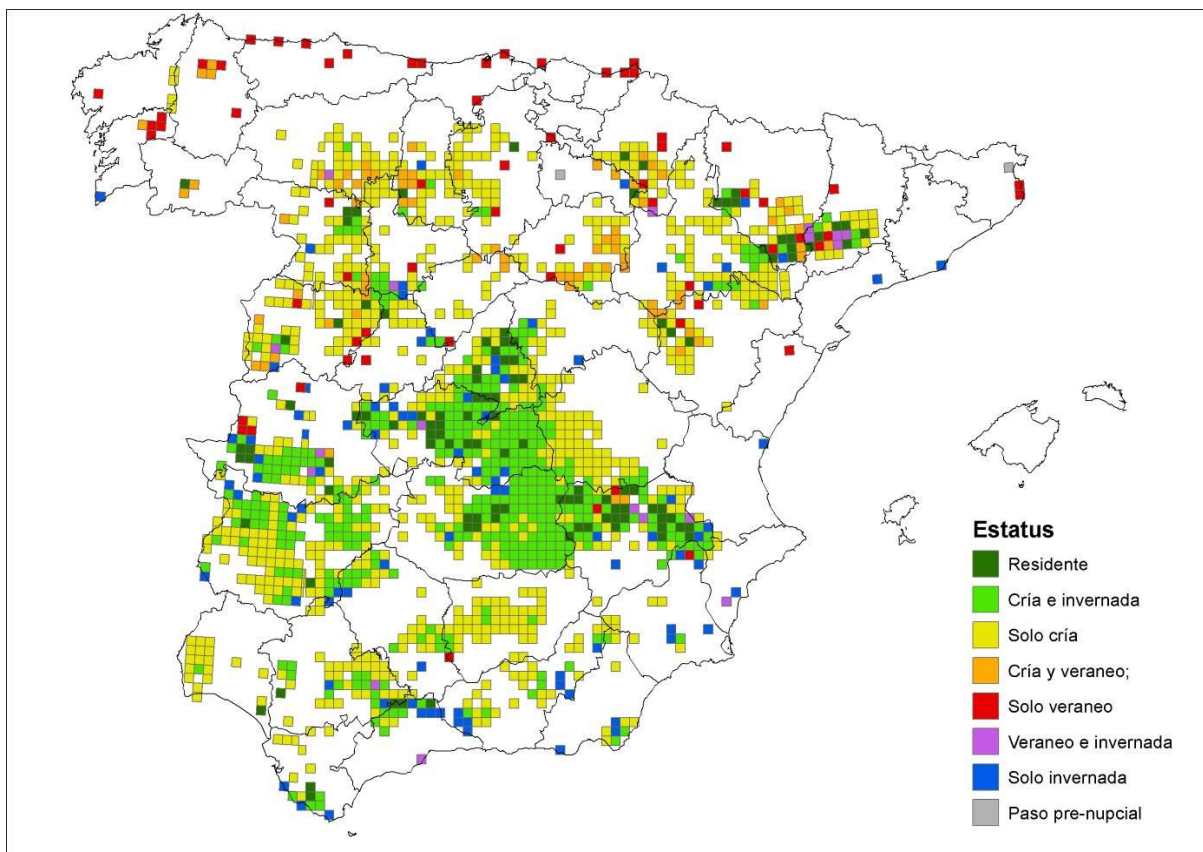 Estatus
Residente
Cría e invernada
Solo cría
Cría y veraneo;
Solo veraneo
Veraneo e invernada
Solo invernada
Paso pre-nupcial